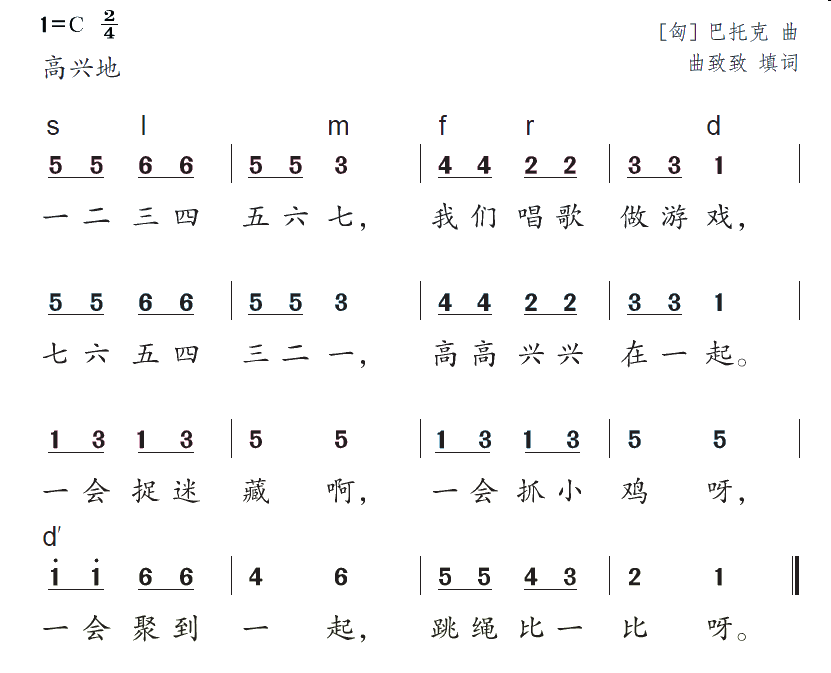 1=C 2/4
[匈] 巴托克 曲
高兴地
曲致致 填词
s l m f r d
5 5 6 6 | 5 5 3 | 4 4 2 2 | 3 3 1 |
一二三四 五六七, 我们唱歌 做游戏,
5 5 6 6 | 5 5 3 | 4 4 2 2 | 3 3 1 |
七六五四 三二一, 高高兴兴 在一起。
1 3 1 3 | 5 5 | 1 3 1 3 | 5 5 |
一会捉迷 藏 啊, 一会抓小 鸡 呀,
d′
i i 6 6 | 4 6 | 5 5 4 3 | 2 1 ‖
一会聚到 一 起, 跳绳比一 比 呀。